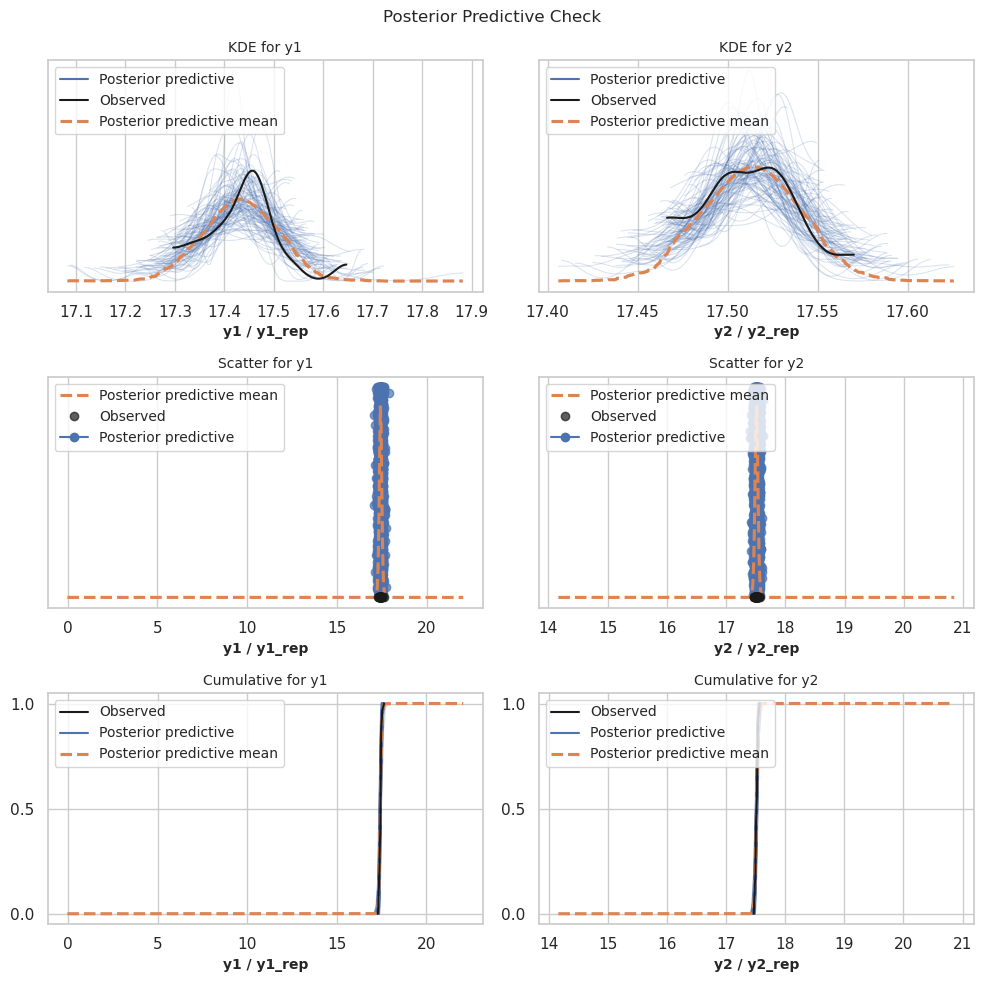 Posterior Predictive Check
KDE for y1
Posterior predictive
Observed
Posterior predictive mean
17.1 17.2 17.3 17.4 17.5 17.6 17.7 17.8 17.9
y1 / y1_rep
KDE for y2
Posterior predictive
Observed
Posterior predictive mean
17.40 17.45 17.50 17.55 17.60
y2 / y2_rep
Scatter for y1
Posterior predictive mean
Observed
Posterior predictive
0 5 10 15 20
y1 / y1_rep
Scatter for y2
Posterior predictive mean
Observed
Posterior predictive
14 15 16 17 18 19 20 21
y2 / y2_rep
Cumulative for y1
1.0
0.5
0.0
Observed
Posterior predictive
Posterior predictive mean
0 5 10 15 20
y1 / y1_rep
Cumulative for y2
1.0
0.5
0.0
Observed
Posterior predictive
Posterior predictive mean
14 15 16 17 18 19 20 21
y2 / y2_rep